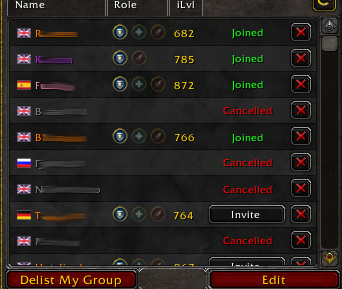 Name Role iLvl
R 682 Joined
K 785
F 872 Joined
B Cancelled
B 766 Joined
Cancelled
N Cancelled
T 764 Invite
Cancelled
Invite
Delist My Group Edit